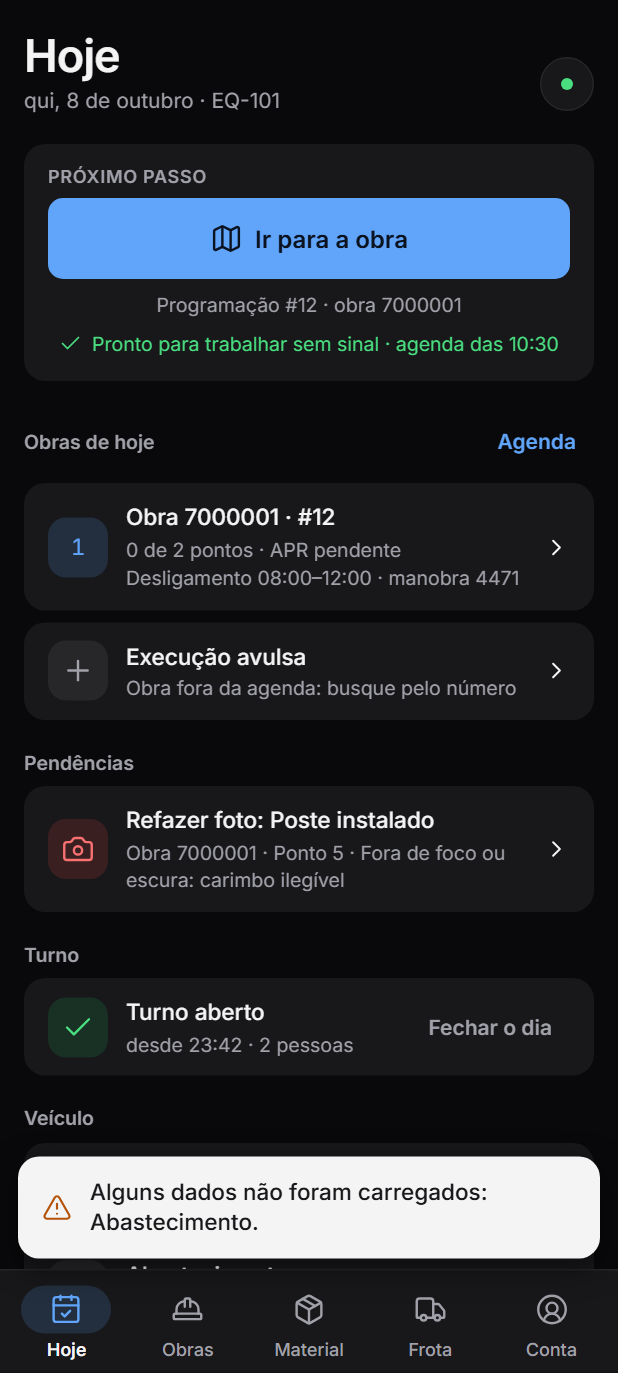 Hoje
qui, 8 de outubro · EQ-101
PRÓXIMO PASSO
Ir para a obra
Programação #12 · obra 7000001
Pronto para trabalhar sem sinal · agenda das 10:30
Obras de hoje
Agenda
1
Obra 7000001 · #12
0 de 2 pontos · APR pendente
Desligamento 08:00–12:00 · manobra 4471
Execução avulsa
Obra fora da agenda: busque pelo número
Pendências
Refazer foto: Poste instalado
Obra 7000001 · Ponto 5 · Fora de foco ou
escura: carimbo ilegível
Turno
Turno aberto
desde 23:42 · 2 pessoas
Fechar o dia
Veículo
Alguns dados não foram carregados:
Abastecimento.
Hoje
Obras
Material
Frota
Conta